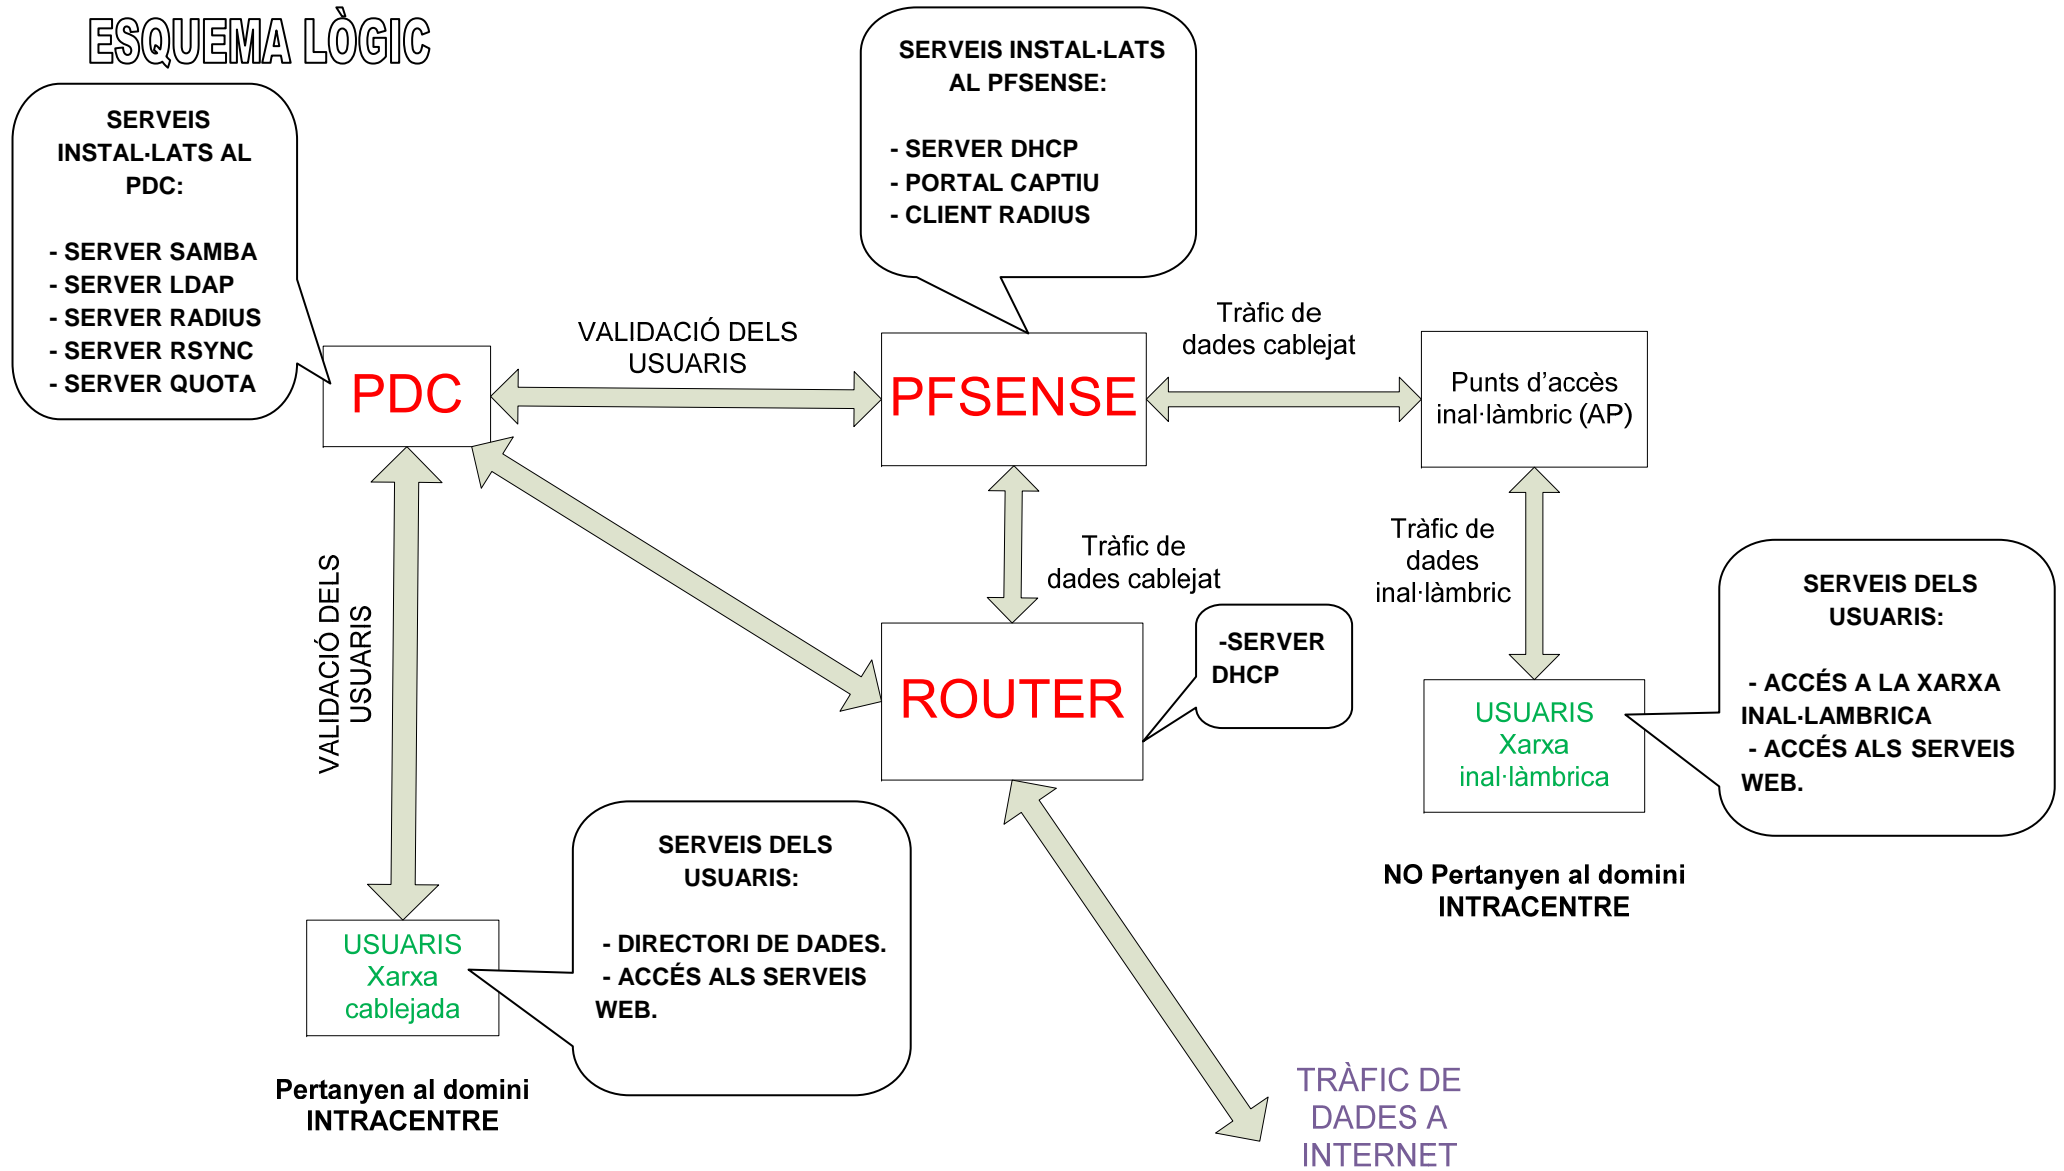 ESQUEMA LÒGIC
SERVEIS
INSTAL·LATS AL
PDC:
- SERVER SAMBA
- SERVER LDAP
- SERVER RADIUS
- SERVER RSYNC
- SERVER QUOTA
SERVEIS INSTAL·LATS
AL PFSENSE:
- SERVER DHCP
- PORTAL CAPTIU
- CLIENT RADIUS
PDC
VALIDACIÓ DELS
USUARIS
PFSENSE
Tràfic de
dades cablejat
Punts d'accès
inal·làmbric (AP)
VALIDACIÓ DELS
USUARIS
Tràfic de
dades cablejat
Tràfic de
dades
inal·làmbric
ROUTER
-SERVER
DHCP
USUARIS
Xarxa
inal·làmbrica
SERVEIS DELS
USUARIS:
- ACCÉS A LA XARXA
INAL·LAMBRICA
- ACCÉS ALS SERVEIS
WEB.
NO Pertanyen al domini
INTRACENTRE
USUARIS
Xarxa
cablejada
SERVEIS DELS
USUARIS:
- DIRECTORI DE DADES.
- ACCÉS ALS SERVEIS
WEB.
Pertanyen al domini
INTRACENTRE
TRÀFIC DE
DADES A
INTERNET